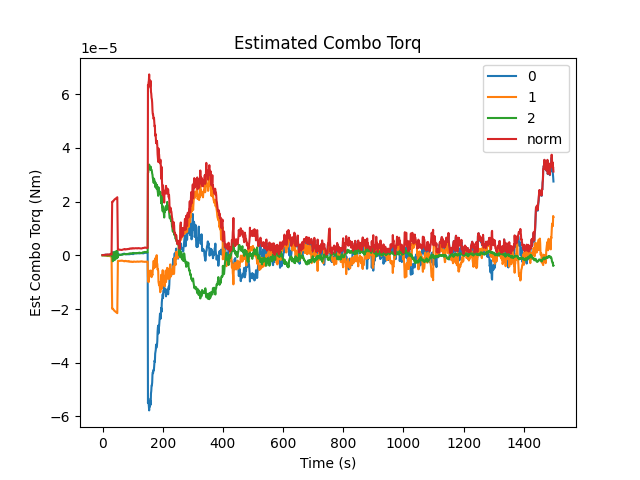 Estimated Combo Torq
1e−5
Est Combo Torq (Nm)
6
4
2
0
−2
−4
−6
0
1
2
norm
0 200 400 600 800 1000 1200 1400
Time (s)